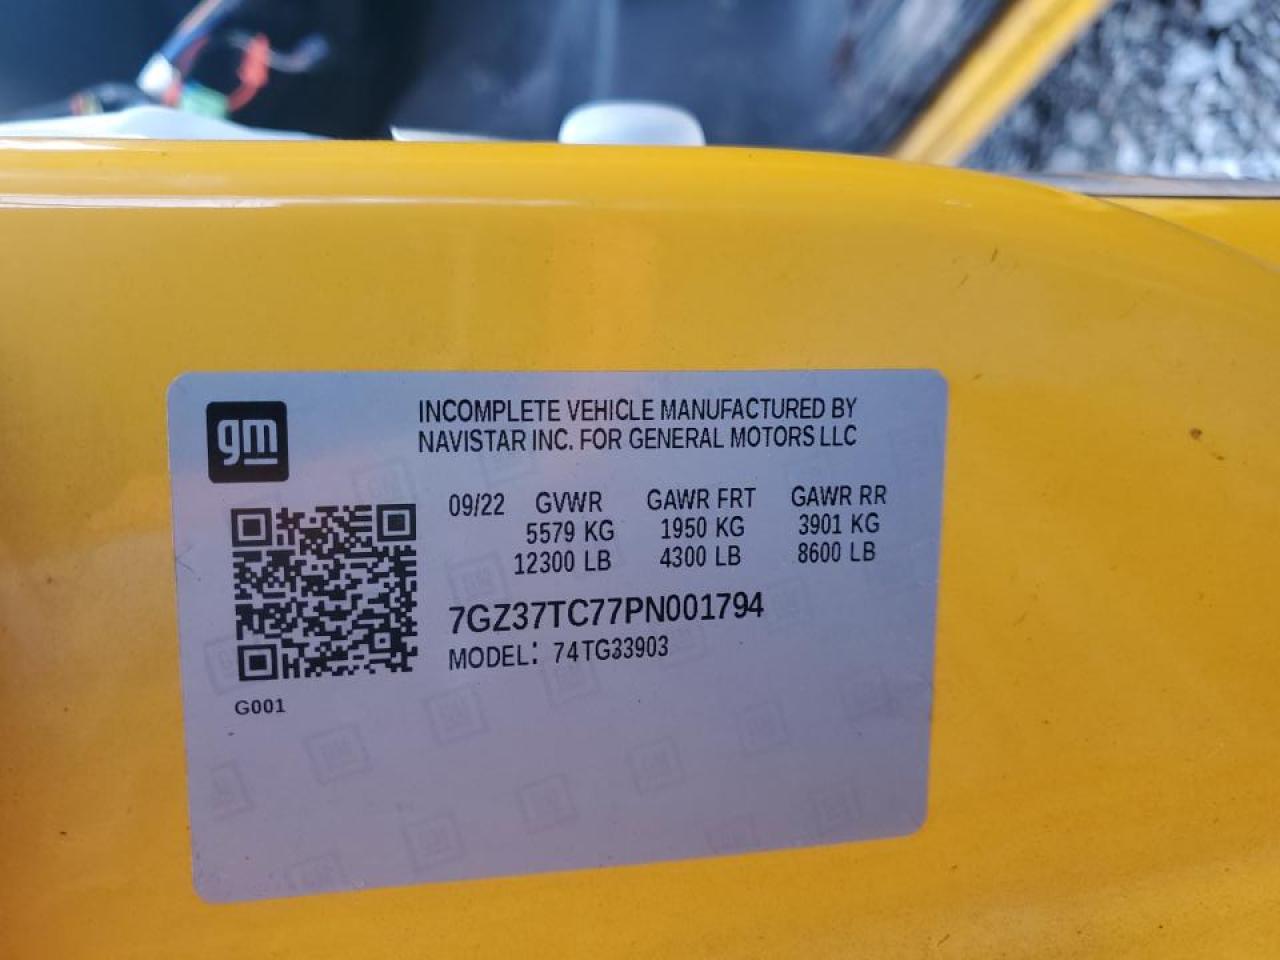 gm
INCOMPLETE VEHICLE MANUFACTURED BY
NAVISTAR INC. FOR GENERAL MOTORS LLC
09/22 GVWR GAWR FRT GAWR RR
5579 KG 1950 KG 3901 KG
12300 LB 4300 LB 8600 LB
7GZ37TC77PN001794
MODEL: 74TG33903
G001